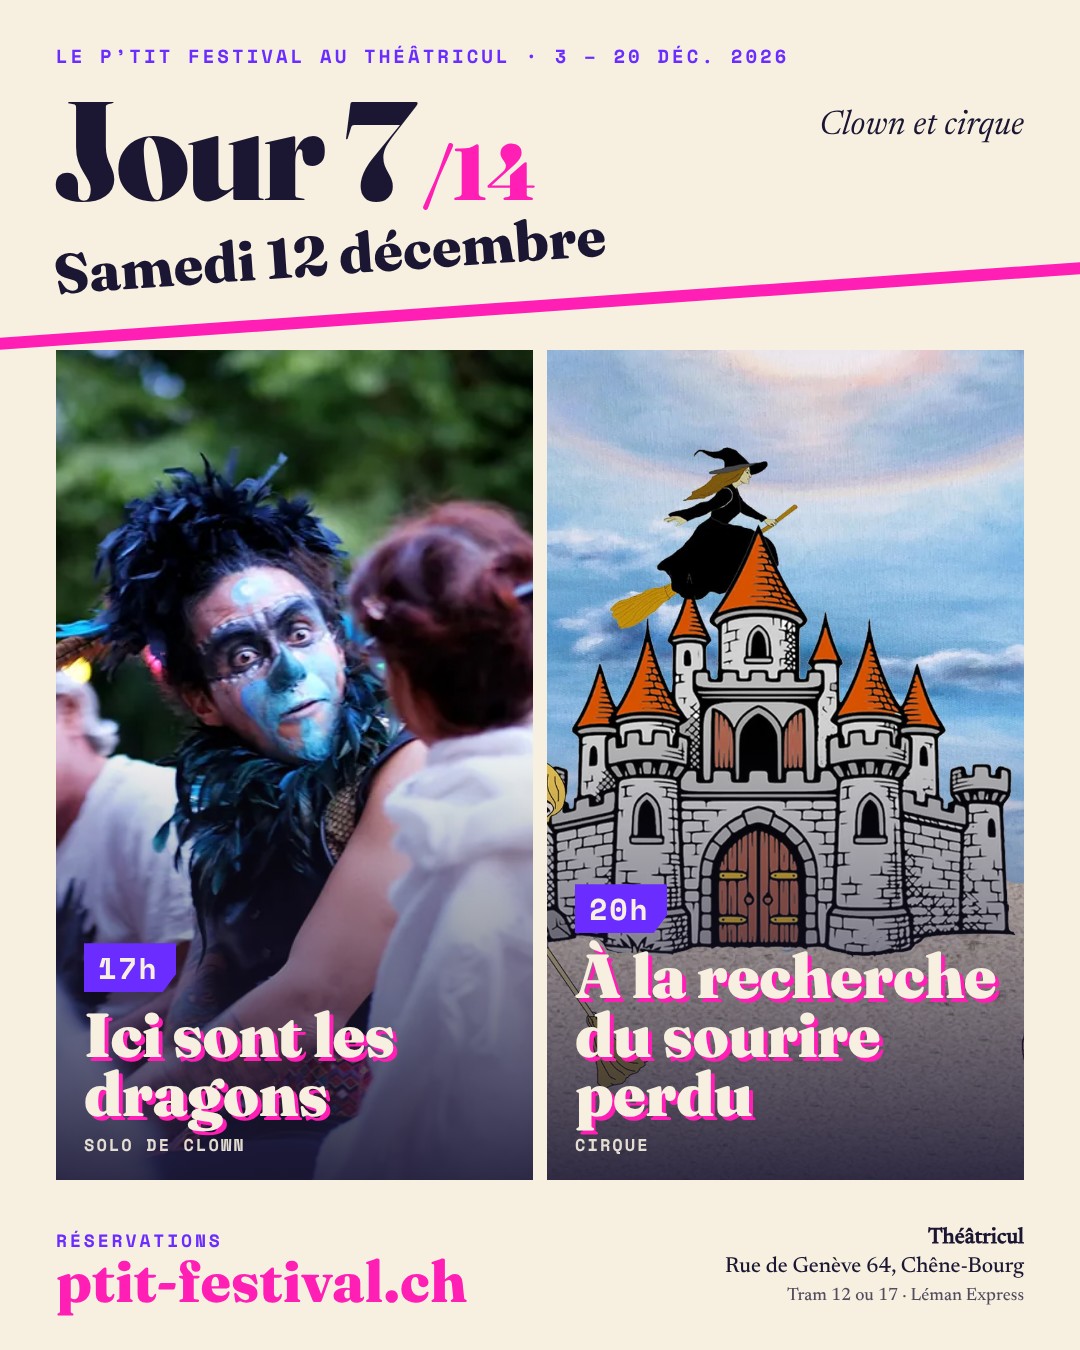 LE P’TIT FESTIVAL AU THÉÂTRICUL · 3 – 20 DÉC. 2026
Jour 7 /14
Clown et cirque
Samedi 12 décembre
17h
Ici sont les
dragons
SOLO DE CLOWN
20h
À la recherche
du sourire
perdu
CIRQUE
RÉSERVATIONS
ptit-festival.ch
Théâtricul
Rue de Genève 64, Chêne-Bourg
Tram 12 ou 17 · Léman Express